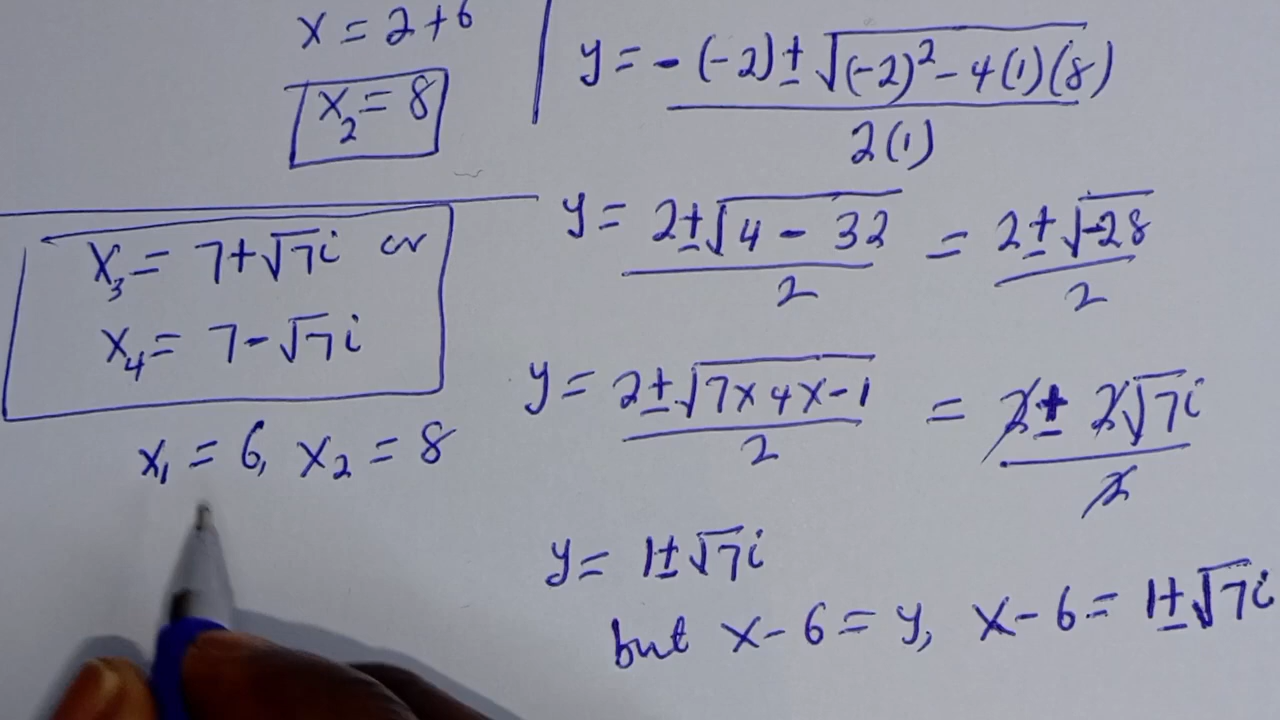 x = 2+6
x₂ = 8
x₃ = 7+√7i or
x₄ = 7-√7i
x₁ = 6, x₂ = 8
y = -(-2)±√(-2)²-4(1)(8)
2(1)
y = 2±√4 - 32 = 2±√-28
2 2
y = 2±√7x4x-1 = 2± 2√7i
2 2
y = 1±√7i
but x-6 = y, x-6 = 1±√7i